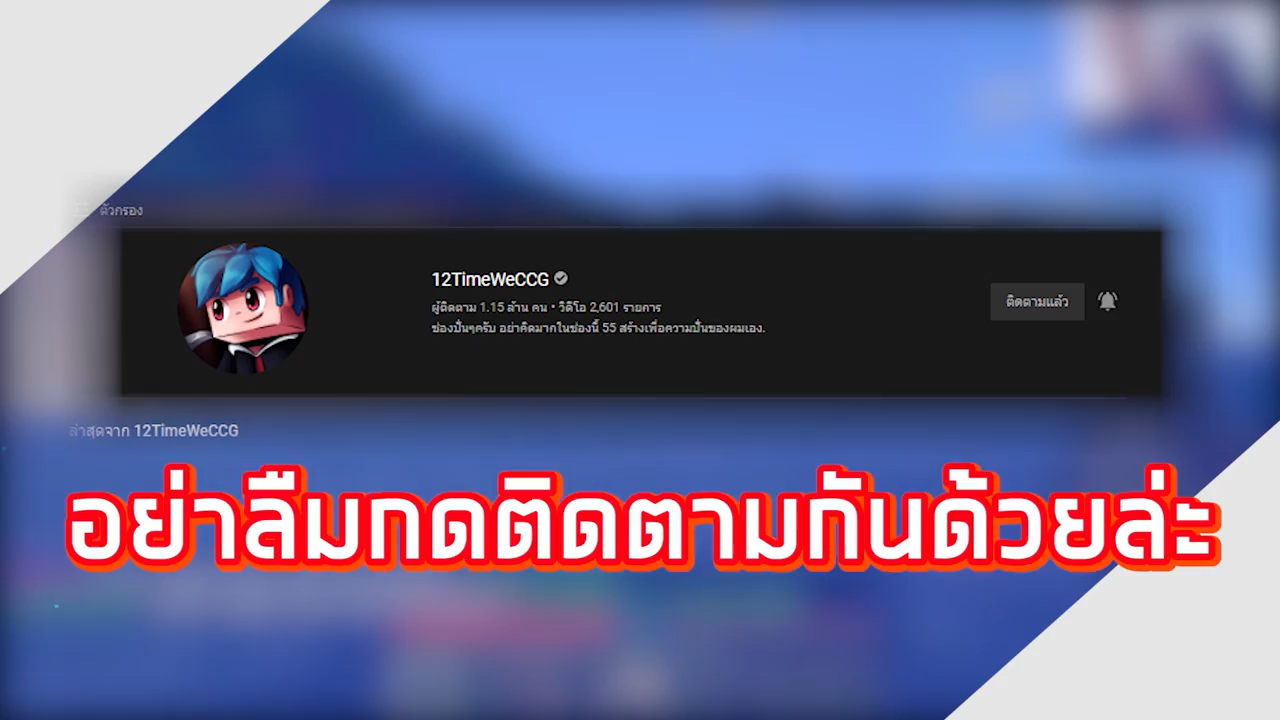 ตัวกรอง
12TimeWeCCG
ผู้ติดตาม 1.15 ล้าน คน • วิดีโอ 2,601 รายการ
ช่องปั่นๆครับ อย่าคิดมากในช่องนี้ 55 สร้างเพื่อความปั่นของผมเอง.
ติดตามแล้ว
ล่าสุดจาก 12TimeWeCCG
อย่าลืมกดติดตามกันด้วยล่ะ